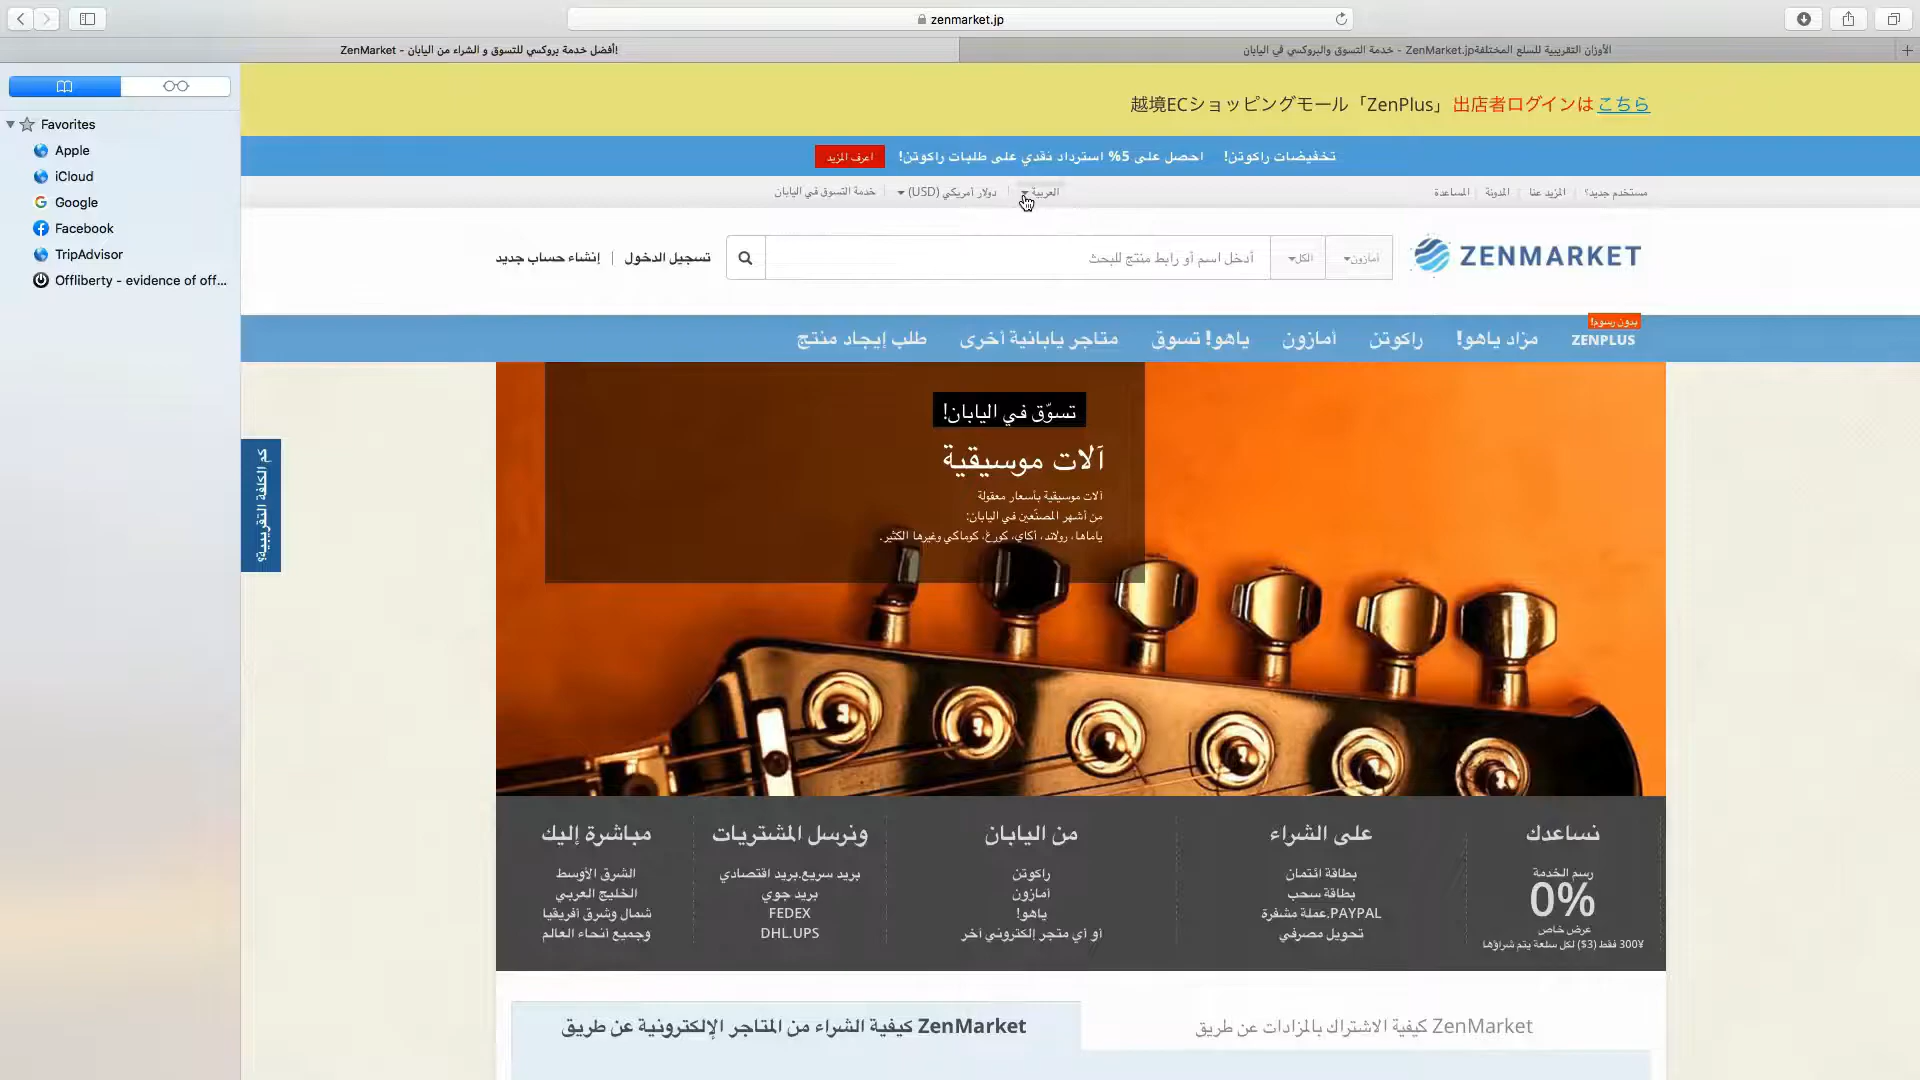 zenmarket.jp
ZenMarket - أفضل خدمة بروكسي للتسوق و الشراء من اليابان!
الأوزان التقريبية للسلع المختلفةZenMarket.jp - خدمة التسوق والبروكسي في اليابان
Favorites
Apple
iCloud
Google
Facebook
TripAdvisor
Offliberty - evidence of off...
越境ECショッピングモール「ZenPlus」出店者ログインは こちら
تخفيضات راكوتن! احصل على 5% استرداد نقدي على طلبات راكوتن! اعرف المزيد
مستخدم جديد؟ المزيد عنا المدونة المساعدة
العربية دولار أمريكي (USD) خدمة التسوق في اليابان
ZENMARKET
أمازون الكل أدخل اسم أو رابط منتج للبحث
تسجيل الدخول | إنشاء حساب جديد
بدون رسوم!
ZENPLUS مزاد ياهو! راكوتن أمازون ياهو! تسوق متاجر يابانية أخرى طلب إيجاد منتج
تسوّق في اليابان!
آلات موسيقية
آلات موسيقية بأسعار معقولة
من أشهر المصنّعين في اليابان:
ياماها، رولاند، أكاي، كورغ، كوماكي وغيرها الكثير.
كم الكلفة التقريبية؟
نساعدك
رسم الخدمة
0%
عرض خاص
300¥ فقط ($3) لكل سلعة يتم شراؤها
على الشراء
بطاقة ائتمان
بطاقة سحب
PAYPAL,عملة مشفرة
تحويل مصرفي
من اليابان
راكوتن
أمازون
ياهو!
أو أي متجر إلكتروني آخر
ونرسل المشتريات
بريد سريع,بريد اقتصادي
بريد جوي
FEDEX
DHL,UPS
مباشرة إليك
الشرق الأوسط
الخليج العربي
شمال وشرق أفريقيا
وجميع أنحاء العالم
كيفية الاشتراك بالمزادات عن طريق ZenMarket
كيفية الشراء من المتاجر الإلكترونية عن طريق ZenMarket